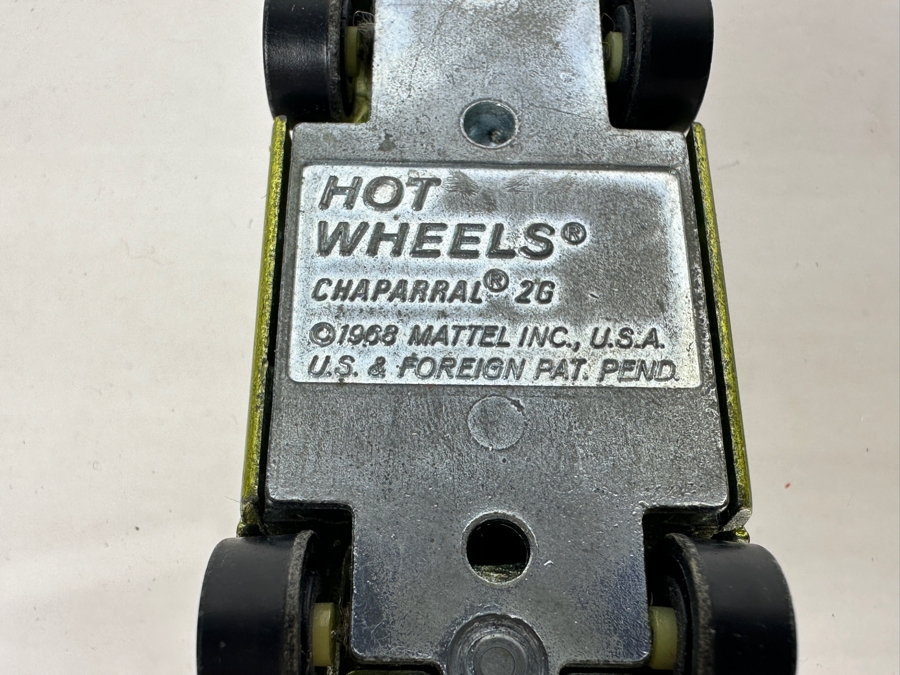 HOT
WHEELS®
CHAPARRAL® 2G
©1968 MATTEL INC., U.S.A.
U.S. & FOREIGN PAT. PEND.